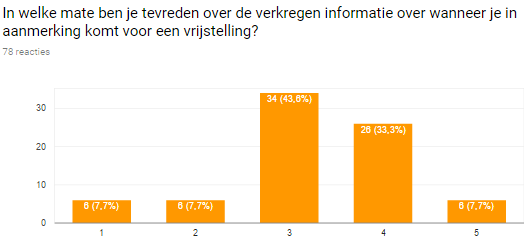 In welke mate ben je tevreden over de verkregen informatie over wanneer je in
aanmerking komt voor een vrijstelling?
78 reacties
34 (43,6%)
30
26 (33,3%)
20
10
6 (7,7%) 6 (7,7%) 6 (7,7%)
0
1 2 3 4 5